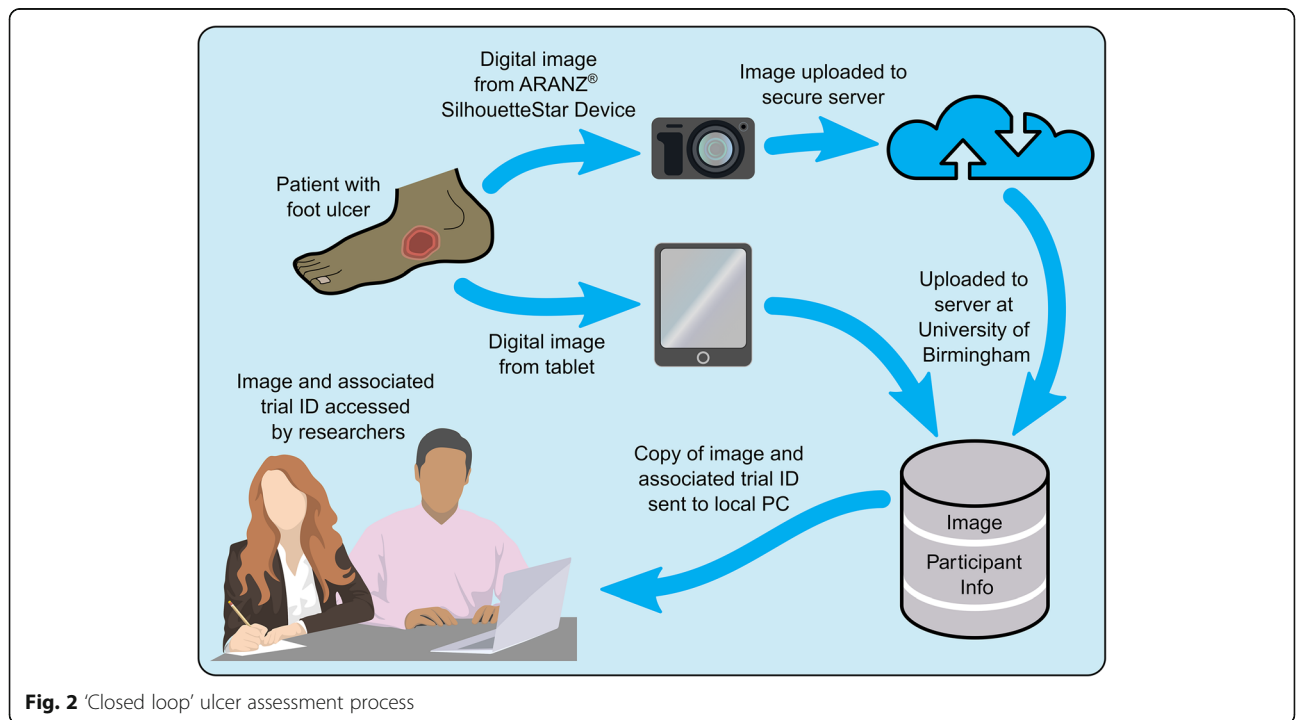 Digital image
from ARANZ®
SilhouetteStar Device
Image uploaded to
secure server
Patient with
foot ulcer
Uploaded to
server at
University of
Birmingham
Digital image
from tablet
Image and associated
trial ID accessed
by researchers
Copy of image and
associated trial ID
sent to local PC
Image
Participant
Info
Fig. 2 ‘Closed loop’ ulcer assessment process